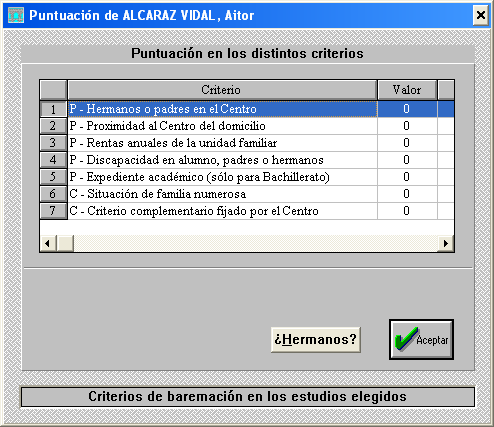 Puntuación de ALCARAZ VIDAL, Aitor
Puntuación en los distintos criterios
Criterio Valor
1 P - Hermanos o padres en el Centro 0
2 P - Proximidad al Centro del domicilio 0
3 P - Rentas anuales de la unidad familiar 0
4 P - Discapacidad en alumno, padres o hermanos 0
5 P - Expediente académico (sólo para Bachillerato) 0
6 C - Situación de familia numerosa 0
7 C - Criterio complementario fijado por el Centro 0
¿Hermanos? Aceptar
Criterios de baremación en los estudios elegidos